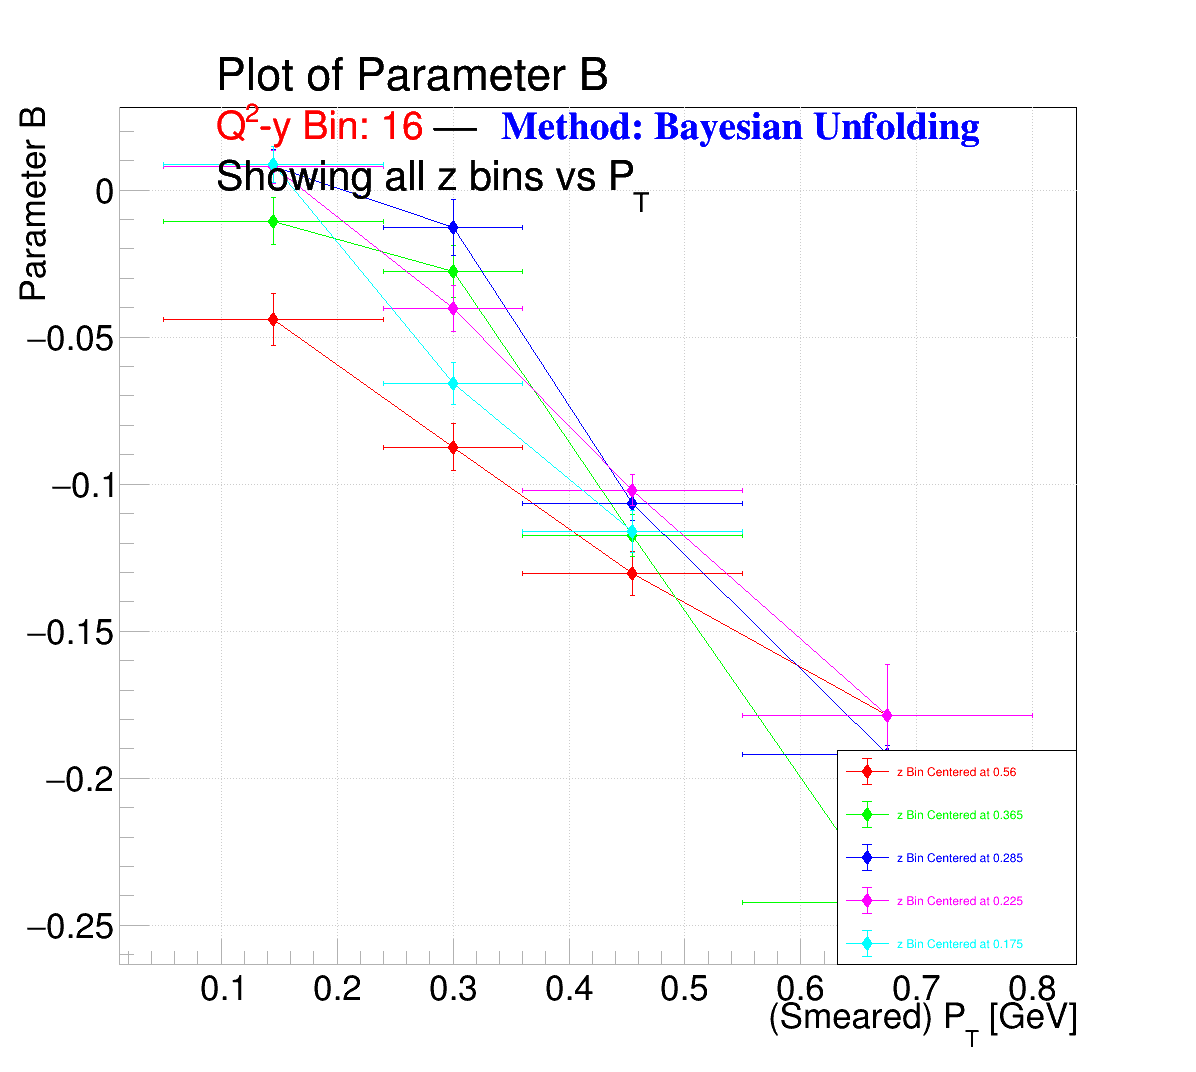 Plot of Parameter B
Q²-y Bin: 16 — Method: Bayesian Unfolding
Showing all z bins vs P_T
Parameter B
0
−0.05
−0.1
−0.15
−0.2
−0.25
z Bin Centered at 0.56
z Bin Centered at 0.365
z Bin Centered at 0.285
z Bin Centered at 0.225
z Bin Centered at 0.175
0.1 0.2 0.3 0.4 0.5 0.6 0.7 0.8
(Smeared) P_T [GeV]